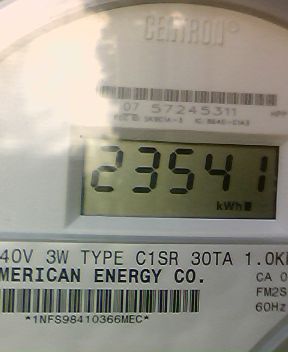 CENTRON®
07 57245311
23541
kWh
40V 3W TYPE C1SR 30TA 1.0K
MERICAN ENERGY CO.
CA 0
FM2S
60Hz
*1NFS98410366MEC*